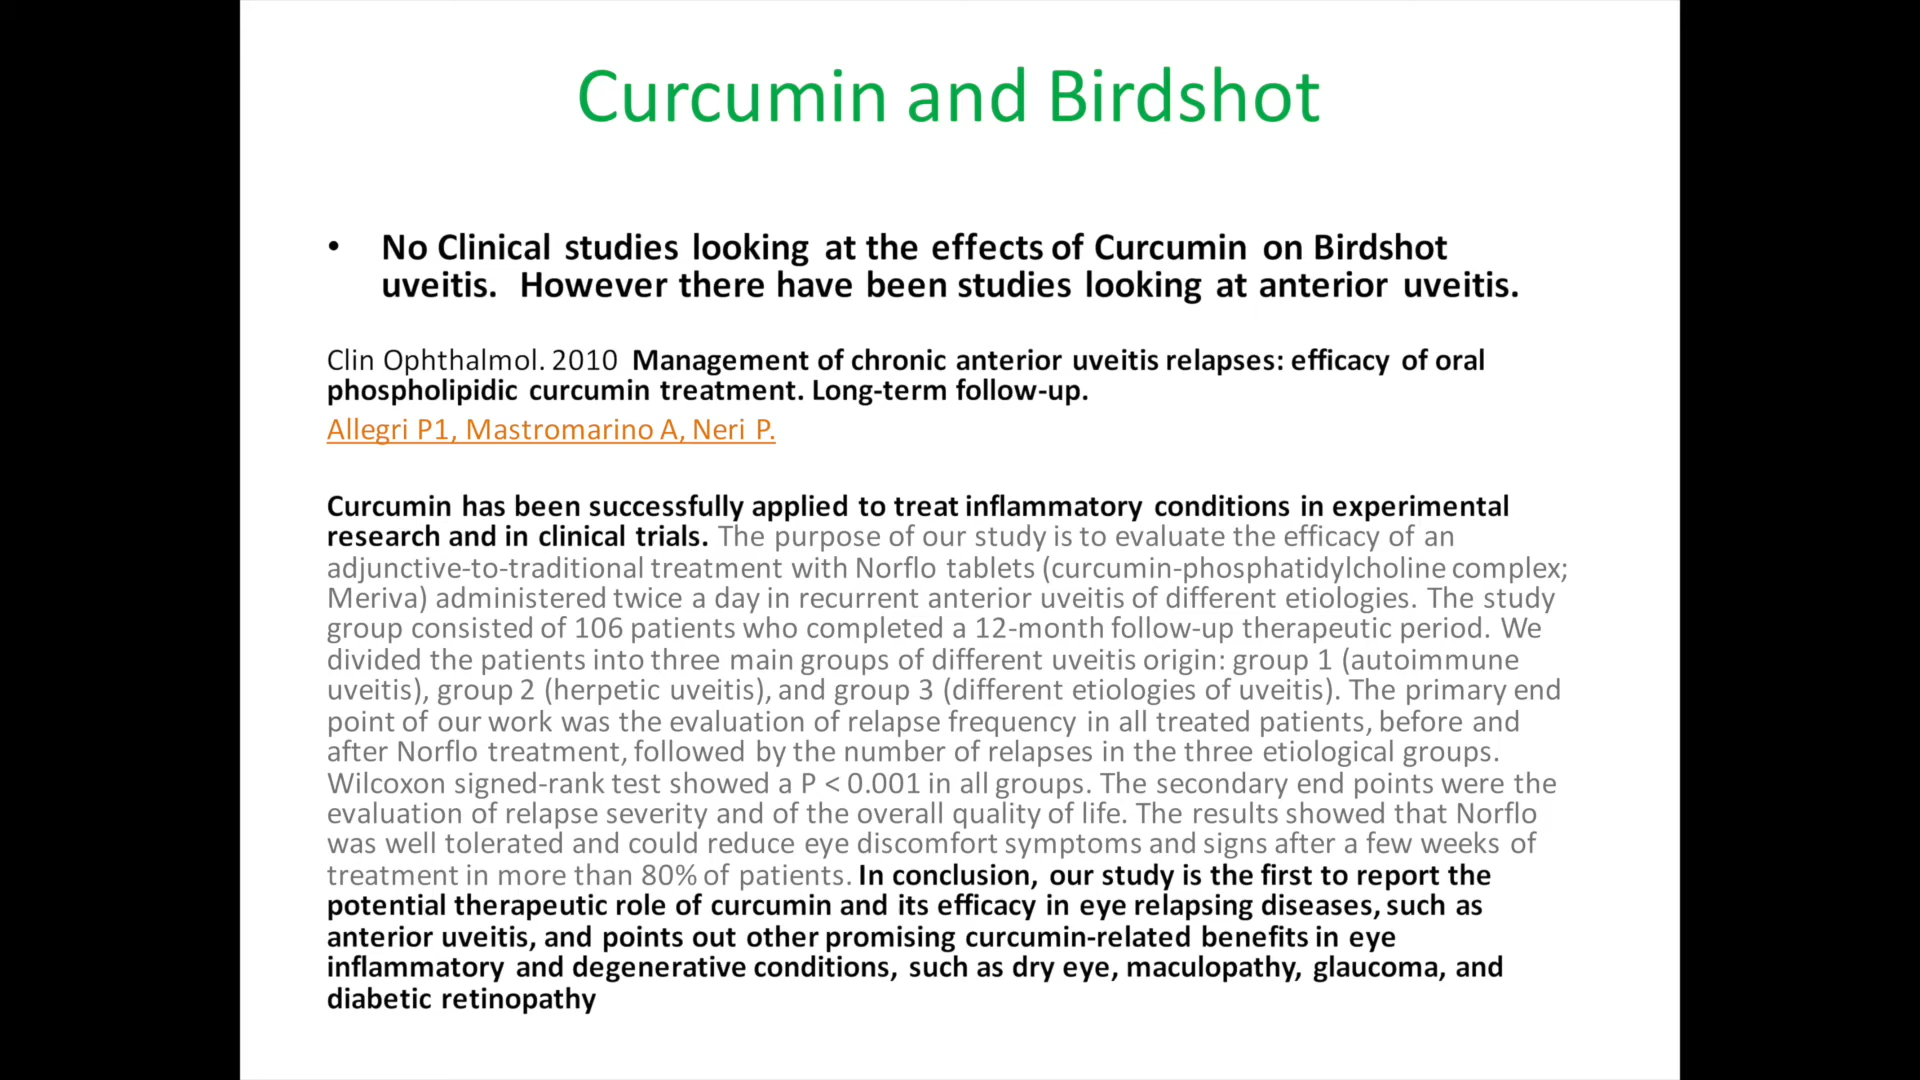 Curcumin and Birdshot
• No Clinical studies looking at the effects of Curcumin on Birdshot
uveitis. However there have been studies looking at anterior uveitis.
Clin Ophthalmol. 2010 Management of chronic anterior uveitis relapses: efficacy of oral
phospholipidic curcumin treatment. Long-term follow-up.
Allegri P1, Mastromarino A, Neri P.
Curcumin has been successfully applied to treat inflammatory conditions in experimental
research and in clinical trials. The purpose of our study is to evaluate the efficacy of an
adjunctive-to-traditional treatment with Norflo tablets (curcumin-phosphatidylcholine complex;
Meriva) administered twice a day in recurrent anterior uveitis of different etiologies. The study
group consisted of 106 patients who completed a 12-month follow-up therapeutic period. We
divided the patients into three main groups of different uveitis origin: group 1 (autoimmune
uveitis), group 2 (herpetic uveitis), and group 3 (different etiologies of uveitis). The primary end
point of our work was the evaluation of relapse frequency in all treated patients, before and
after Norflo treatment, followed by the number of relapses in the three etiological groups.
Wilcoxon signed-rank test showed a P < 0.001 in all groups. The secondary end points were the
evaluation of relapse severity and of the overall quality of life. The results showed that Norflo
was well tolerated and could reduce eye discomfort symptoms and signs after a few weeks of
treatment in more than 80% of patients. In conclusion, our study is the first to report the
potential therapeutic role of curcumin and its efficacy in eye relapsing diseases, such as
anterior uveitis, and points out other promising curcumin-related benefits in eye
inflammatory and degenerative conditions, such as dry eye, maculopathy, glaucoma, and
diabetic retinopathy